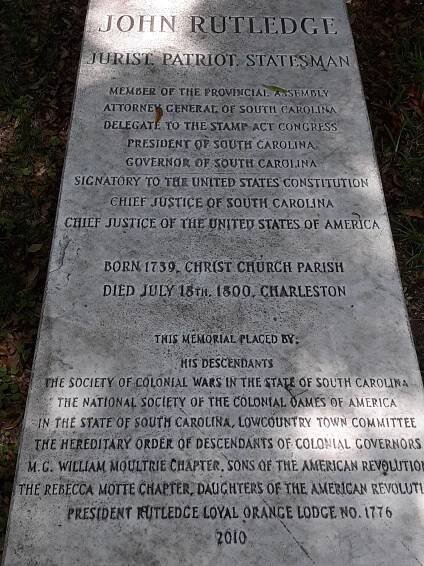 JOHN RUTLEDGE
JURIST, PATRIOT, STATESMAN
MEMBER OF THE PROVINCIAL ASSEMBLY
ATTORNEY GENERAL OF SOUTH CAROLINA
DELEGATE TO THE STAMP ACT CONGRESS
PRESIDENT OF SOUTH CAROLINA
GOVERNOR OF SOUTH CAROLINA
SIGNATORY TO THE UNITED STATES CONSTITUTION
CHIEF JUSTICE OF SOUTH CAROLINA
CHIEF JUSTICE OF THE UNITED STATES OF AMERICA
BORN 1739, CHRIST CHURCH PARISH
DIED JULY 18TH, 1800, CHARLESTON
THIS MEMORIAL PLACED BY:
HIS DESCENDANTS
THE SOCIETY OF COLONIAL WARS IN THE STATE OF SOUTH CAROLINA
THE NATIONAL SOCIETY OF THE COLONIAL DAMES OF AMERICA
IN THE STATE OF SOUTH CAROLINA, LOWCOUNTRY TOWN COMMITTEE
THE HEREDITARY ORDER OF DESCENDANTS OF COLONIAL GOVERNORS
M.G. WILLIAM MOULTRIE CHAPTER, SONS OF THE AMERICAN REVOLUTIO
THE REBECCA MOTTE CHAPTER, DAUGHTERS OF THE AMERICAN REVOLUTI
PRESIDENT RUTLEDGE LOYAL ORANGE LODGE NO. 1776
2010